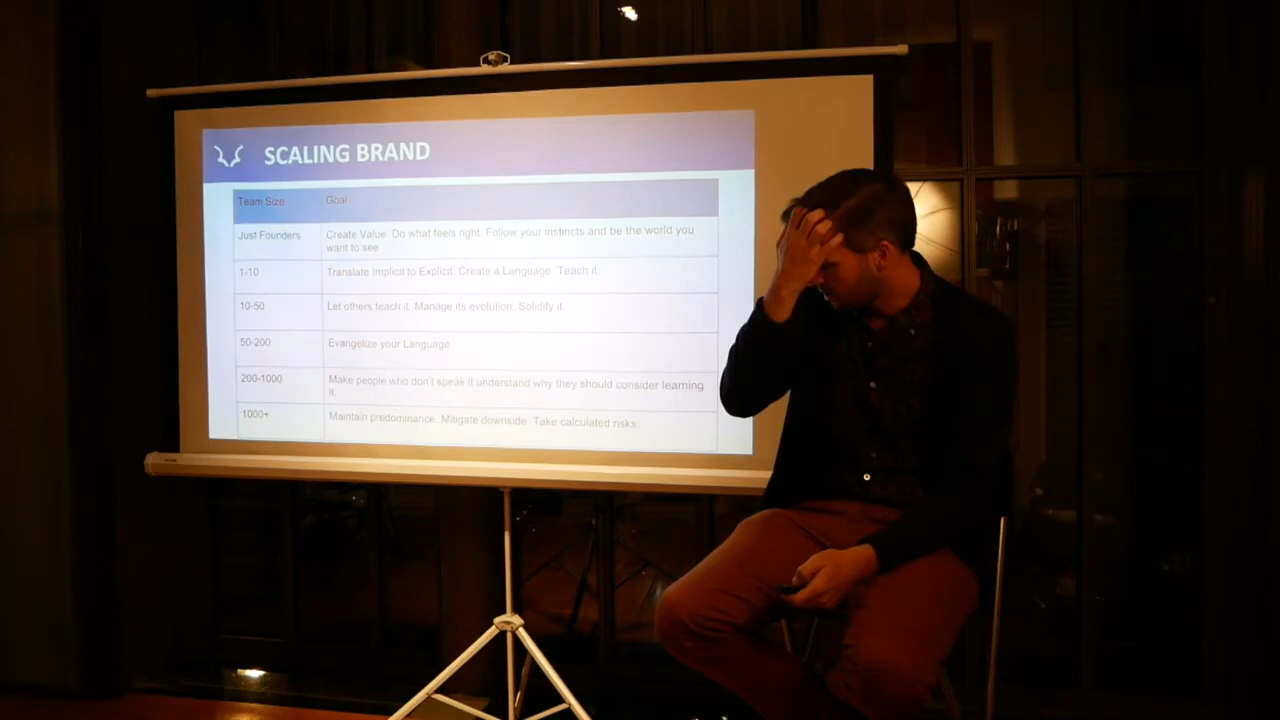 SCALING BRAND
Team Size Goal
Just Founders Create Value. Do what feels right. Follow your instincts and be the world you
want to see
1-10 Translate Implicit to Explicit. Create a Language. Teach it.
10-50 Let others teach it. Manage its evolution. Solidify it.
50-200 Evangelize your Language
200-1000 Make people who don't speak it understand why they should consider learning
it.
1000+ Maintain predominance. Mitigate downside. Take calculated risks